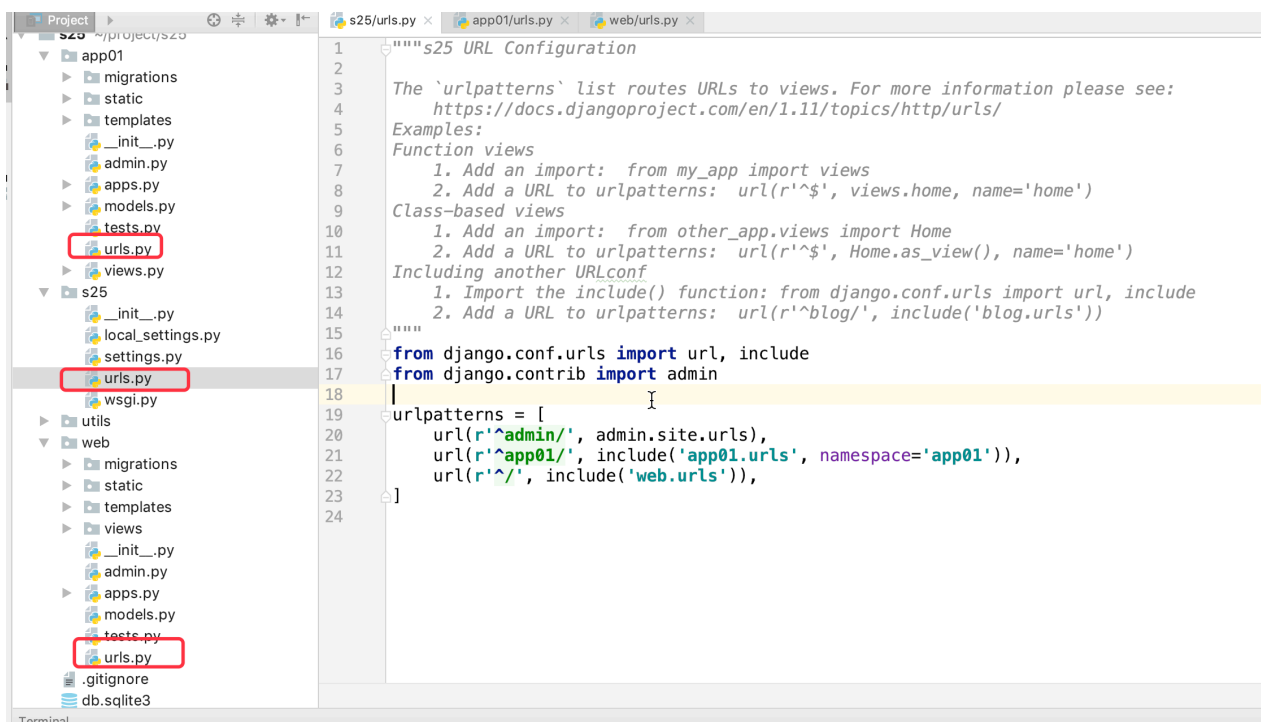 Project
s25/urls.py
app01/urls.py
web/urls.py
s25 ~/project/s25
app01
migrations
static
templates
__init__.py
admin.py
apps.py
models.py
tests.py
urls.py
views.py
s25
__init__.py
local_settings.py
settings.py
urls.py
wsgi.py
utils
web
migrations
static
templates
views
__init__.py
admin.py
apps.py
models.py
tests.py
urls.py
.gitignore
db.sqlite3
Terminal
1 """s25 URL Configuration
2
3 The `urlpatterns` list routes URLs to views. For more information please see:
4     https://docs.djangoproject.com/en/1.11/topics/http/urls/
5 Examples:
6 Function views
7     1. Add an import:  from my_app import views
8     2. Add a URL to urlpatterns:  url(r'^$', views.home, name='home')
9 Class-based views
10     1. Add an import:  from other_app.views import Home
11     2. Add a URL to urlpatterns:  url(r'^$', Home.as_view(), name='home')
12 Including another URLconf
13     1. Import the include() function: from django.conf.urls import url, include
14     2. Add a URL to urlpatterns:  url(r'^blog/', include('blog.urls'))
15 """
16 from django.conf.urls import url, include
17 from django.contrib import admin
18
19 urlpatterns = [
20     url(r'^admin/', admin.site.urls),
21     url(r'^app01/', include('app01.urls', namespace='app01')),
22     url(r'^/', include('web.urls')),
23 ]
24